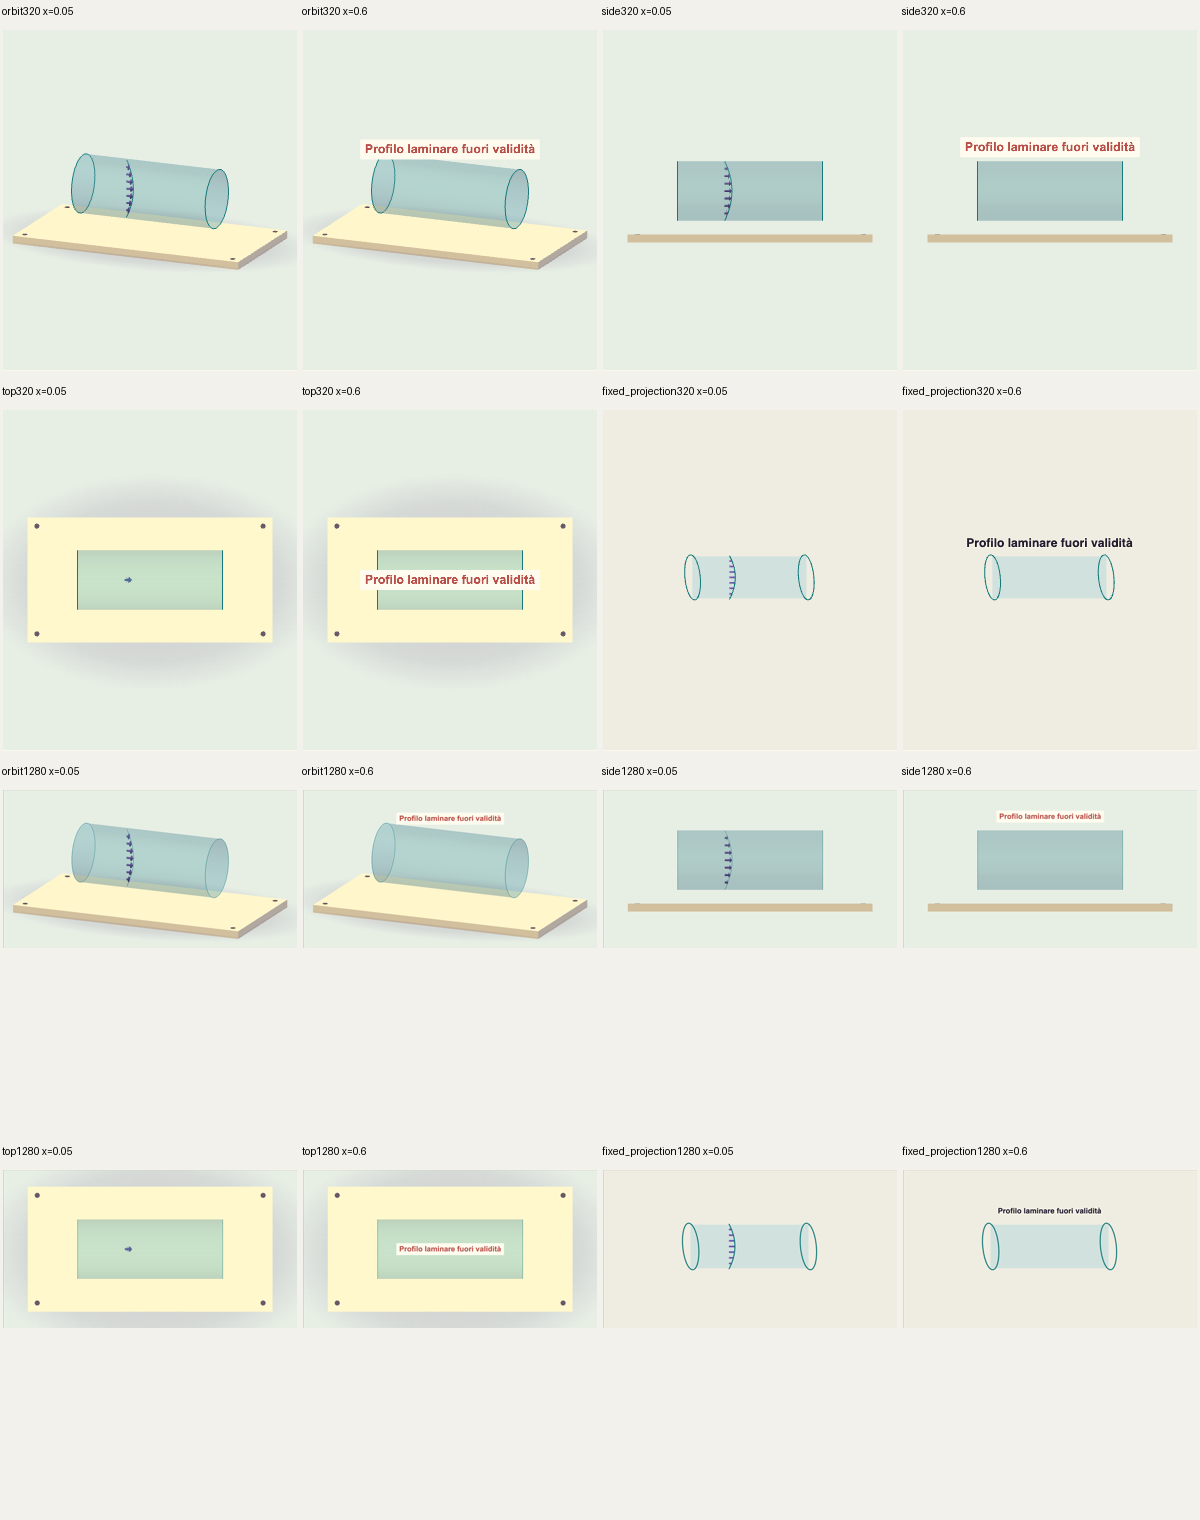 orbit320 x=0.05
orbit320 x=0.6
side320 x=0.05
side320 x=0.6
Profilo laminare fuori validità
Profilo laminare fuori validità
top320 x=0.05
top320 x=0.6
fixed_projection320 x=0.05
fixed_projection320 x=0.6
Profilo laminare fuori validità
Profilo laminare fuori validità
orbit1280 x=0.05
orbit1280 x=0.6
side1280 x=0.05
side1280 x=0.6
Profilo laminare fuori validità
Profilo laminare fuori validità
top1280 x=0.05
top1280 x=0.6
fixed_projection1280 x=0.05
fixed_projection1280 x=0.6
Profilo laminare fuori validità
Profilo laminare fuori validità